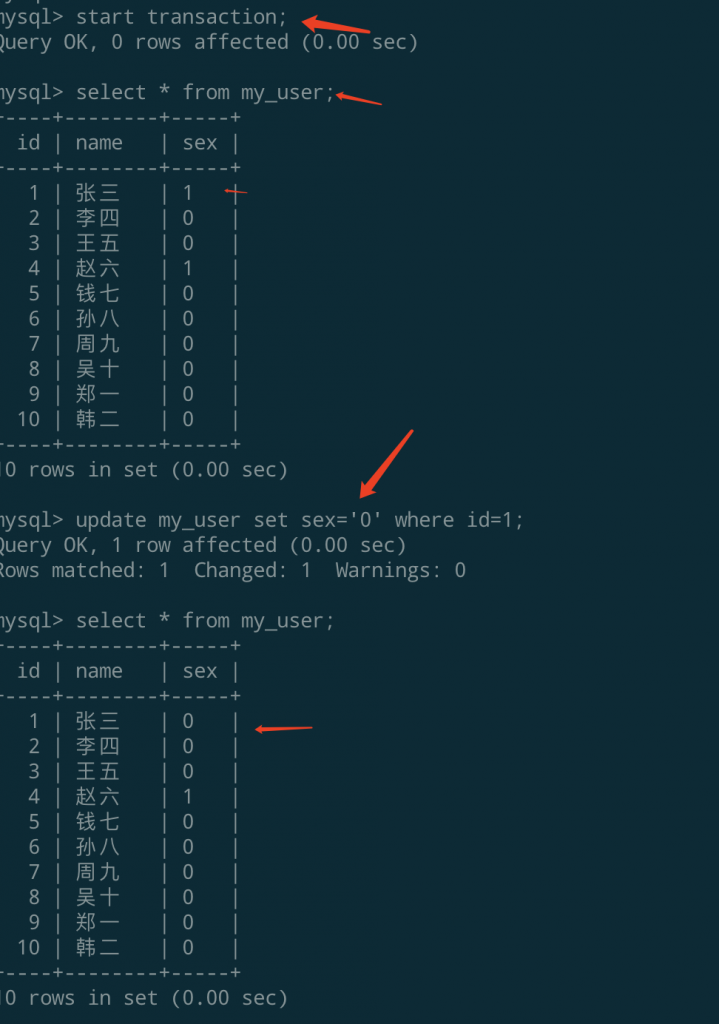 mysql> start transaction;
Query OK, 0 rows affected (0.00 sec)
mysql> select * from my_user;
+----+--------+-----+
id | name | sex |
+----+--------+-----+
1 | 张三 | 1 |
2 | 李四 | 0 |
3 | 王五 | 0 |
4 | 赵六 | 1 |
5 | 钱七 | 0 |
6 | 孙八 | 0 |
7 | 周九 | 0 |
8 | 吴十 | 0 |
9 | 郑一 | 0 |
10 | 韩二 | 0 |
+----+--------+-----+
10 rows in set (0.00 sec)
mysql> update my_user set sex='0' where id=1;
Query OK, 1 row affected (0.00 sec)
Rows matched: 1  Changed: 1  Warnings: 0
mysql> select * from my_user;
+----+--------+-----+
id | name | sex |
+----+--------+-----+
1 | 张三 | 0 |
2 | 李四 | 0 |
3 | 王五 | 0 |
4 | 赵六 | 1 |
5 | 钱七 | 0 |
6 | 孙八 | 0 |
7 | 周九 | 0 |
8 | 吴十 | 0 |
9 | 郑一 | 0 |
10 | 韩二 | 0 |
+----+--------+-----+
10 rows in set (0.00 sec)